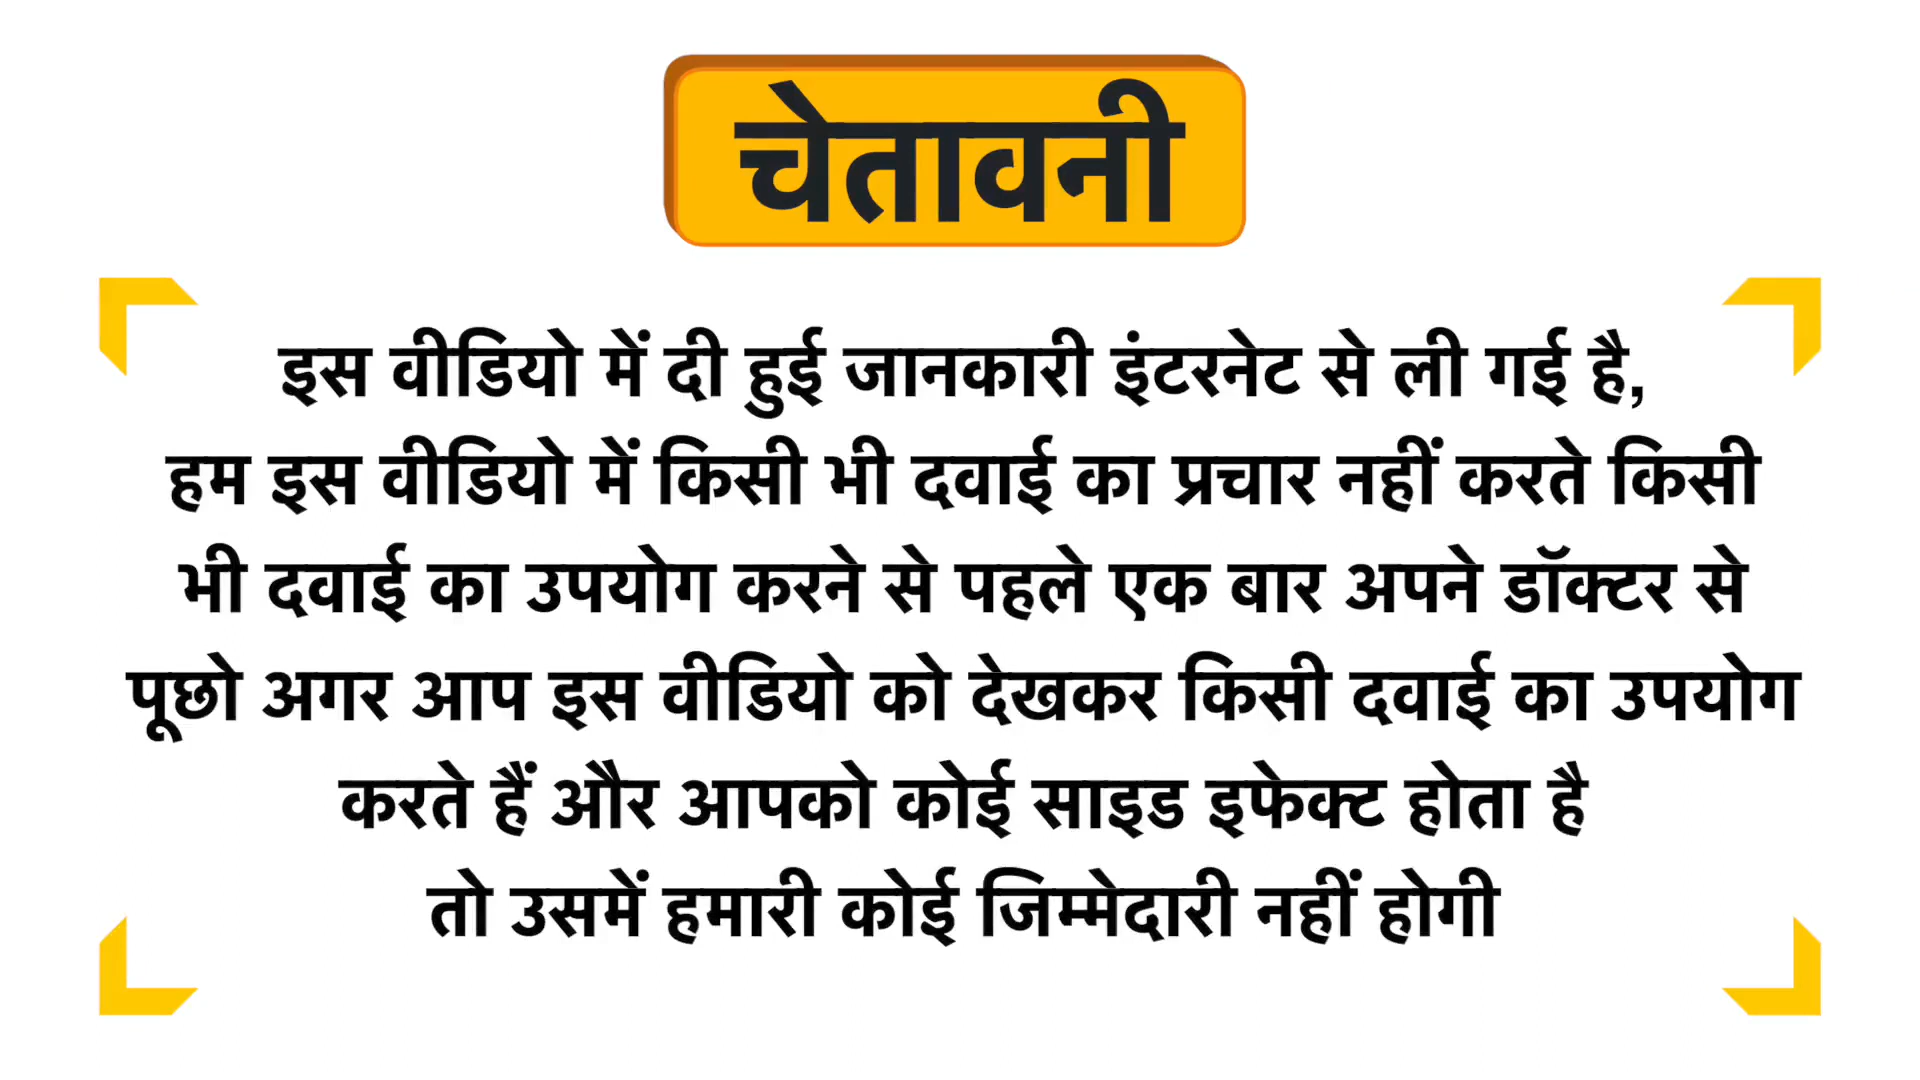 चेतावनी
इस वीडियो में दी हुई जानकारी इंटरनेट से ली गई है,
हम इस वीडियो में किसी भी दवाई का प्रचार नहीं करते किसी
भी दवाई का उपयोग करने से पहले एक बार अपने डॉक्टर से
पूछो अगर आप इस वीडियो को देखकर किसी दवाई का उपयोग
करते हैं और आपको कोई साइड इफेक्ट होता है
तो उसमें हमारी कोई जिम्मेदारी नहीं होगी